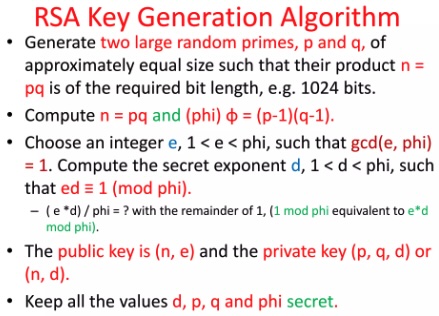 RSA Key Generation Algorithm
• Generate two large random primes, p and q, of
approximately equal size such that their product n =
pq is of the required bit length, e.g. 1024 bits.
• Compute n = pq and (phi) ϕ = (p-1)(q-1).
• Choose an integer e, 1 < e < phi, such that gcd(e, phi)
= 1. Compute the secret exponent d, 1 < d < phi, such
that ed ≡ 1 (mod phi).
– ( e *d) / phi = ? with the remainder of 1, (1 mod phi equivalent to e*d
mod phi).
• The public key is (n, e) and the private key (p, q, d) or
(n, d).
• Keep all the values d, p, q and phi secret.